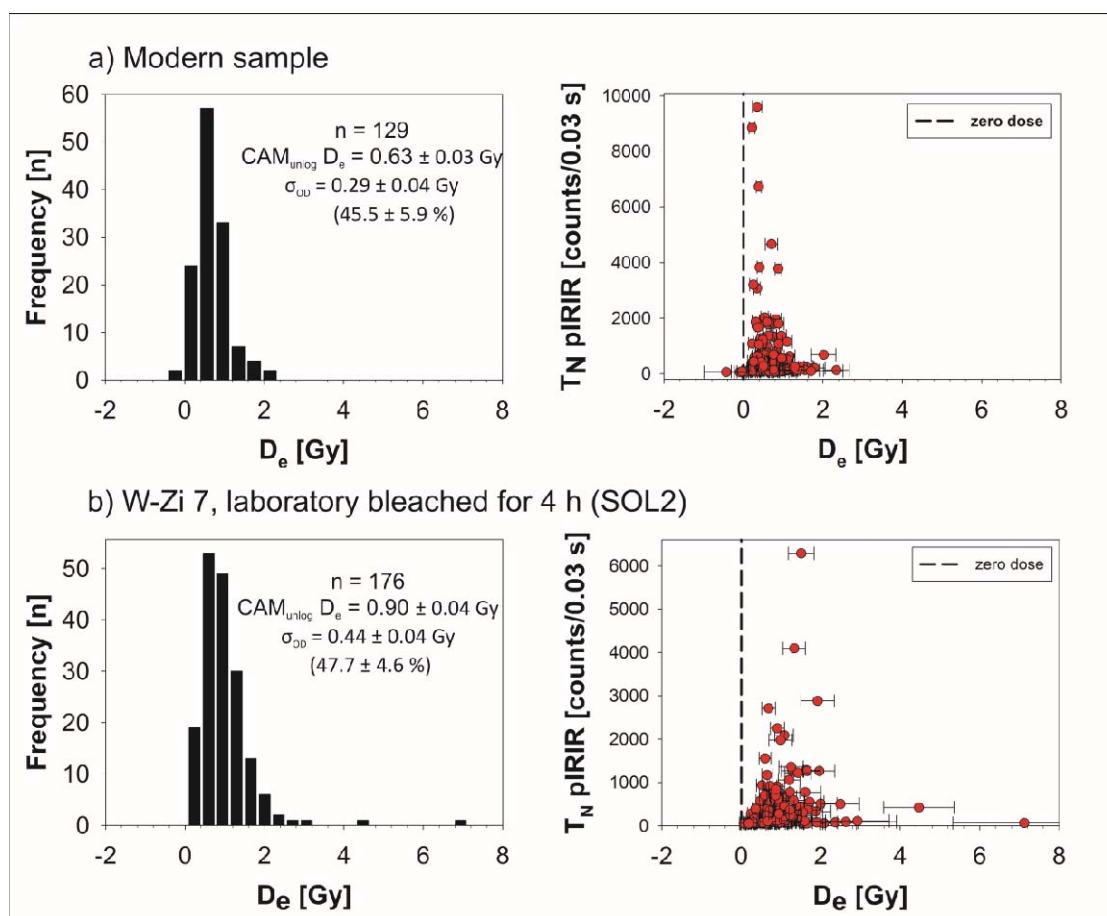 a) Modern sample
Frequency [n]
60
50
40
30
20
10
0
n = 129
CAMunlog De = 0.63 ± 0.03 Gy
σOD = 0.29 ± 0.04 Gy
(45.5 ± 5.9 %)
-2 0 2 4 6 8
De [Gy]
TN pIRIR [counts/0.03 s]
10000
8000
6000
4000
2000
0
zero dose
-2 0 2 4 6 8
De [Gy]
b) W-Zi 7, laboratory bleached for 4 h (SOL2)
Frequency [n]
50
40
30
20
10
0
n = 176
CAMunlog De = 0.90 ± 0.04 Gy
σOD = 0.44 ± 0.04 Gy
(47.7 ± 4.6 %)
-2 0 2 4 6 8
De [Gy]
TN pIRIR [counts/0.03 s]
6000
5000
4000
3000
2000
1000
0
zero dose
-2 0 2 4 6 8
De [Gy]